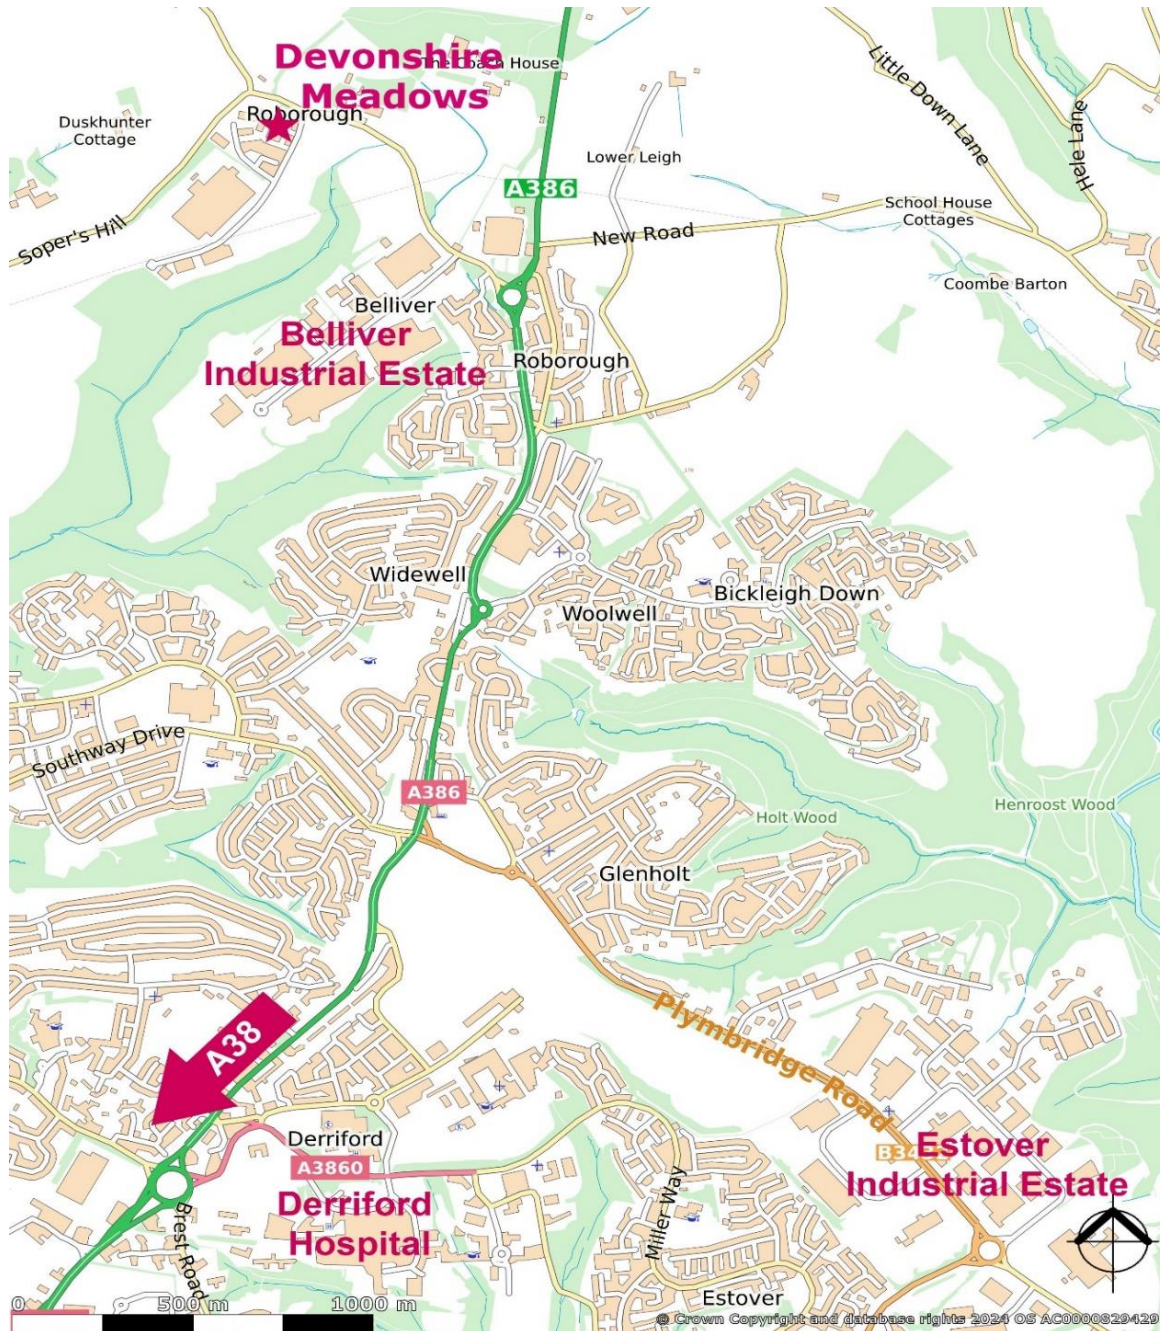 Devonshire
Meadows
The Coach House
Roborough
Duskhunter
Cottage
Little Down Lane
Hele Lane
Lower Leigh
A386
School House
Cottages
Soper's Hill
New Road
Coombe Barton
Belliver
Belliver
Industrial Estate
Roborough
Widewell
Bickleigh Down
Woolwell
Southway Drive
A386
Holt Wood
Henroost Wood
Glenholt
Plymbridge Road
A38
Derriford
A3860
Estover
Industrial Estate
Derriford
Hospital
Miller Way
Brest Road
Estover
0 500 m 1000 m
© Crown Copyright and database rights 2024 OS AC0000829429